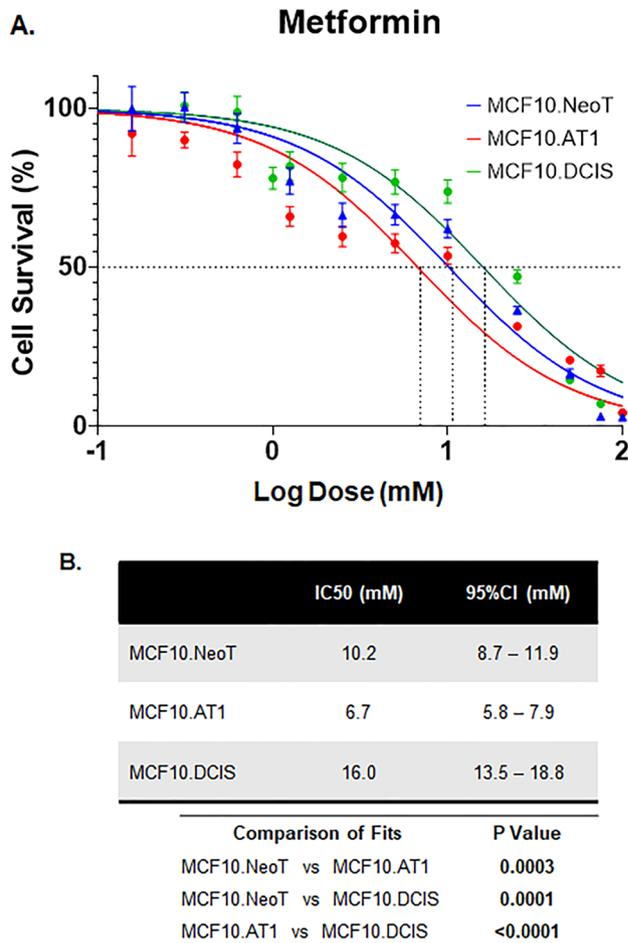 A.
Metformin
Cell Survival (%)
100
50
0
MCF10.NeoT
MCF10.AT1
MCF10.DCIS
-1 0 1 2
Log Dose (mM)
B.
IC50 (mM) 95%CI (mM)
MCF10.NeoT 10.2 8.7 – 11.9
MCF10.AT1 6.7 5.8 – 7.9
MCF10.DCIS 16.0 13.5 – 18.8
Comparison of Fits P Value
MCF10.NeoT vs MCF10.AT1 0.0003
MCF10.NeoT vs MCF10.DCIS 0.0001
MCF10.AT1 vs MCF10.DCIS <0.0001